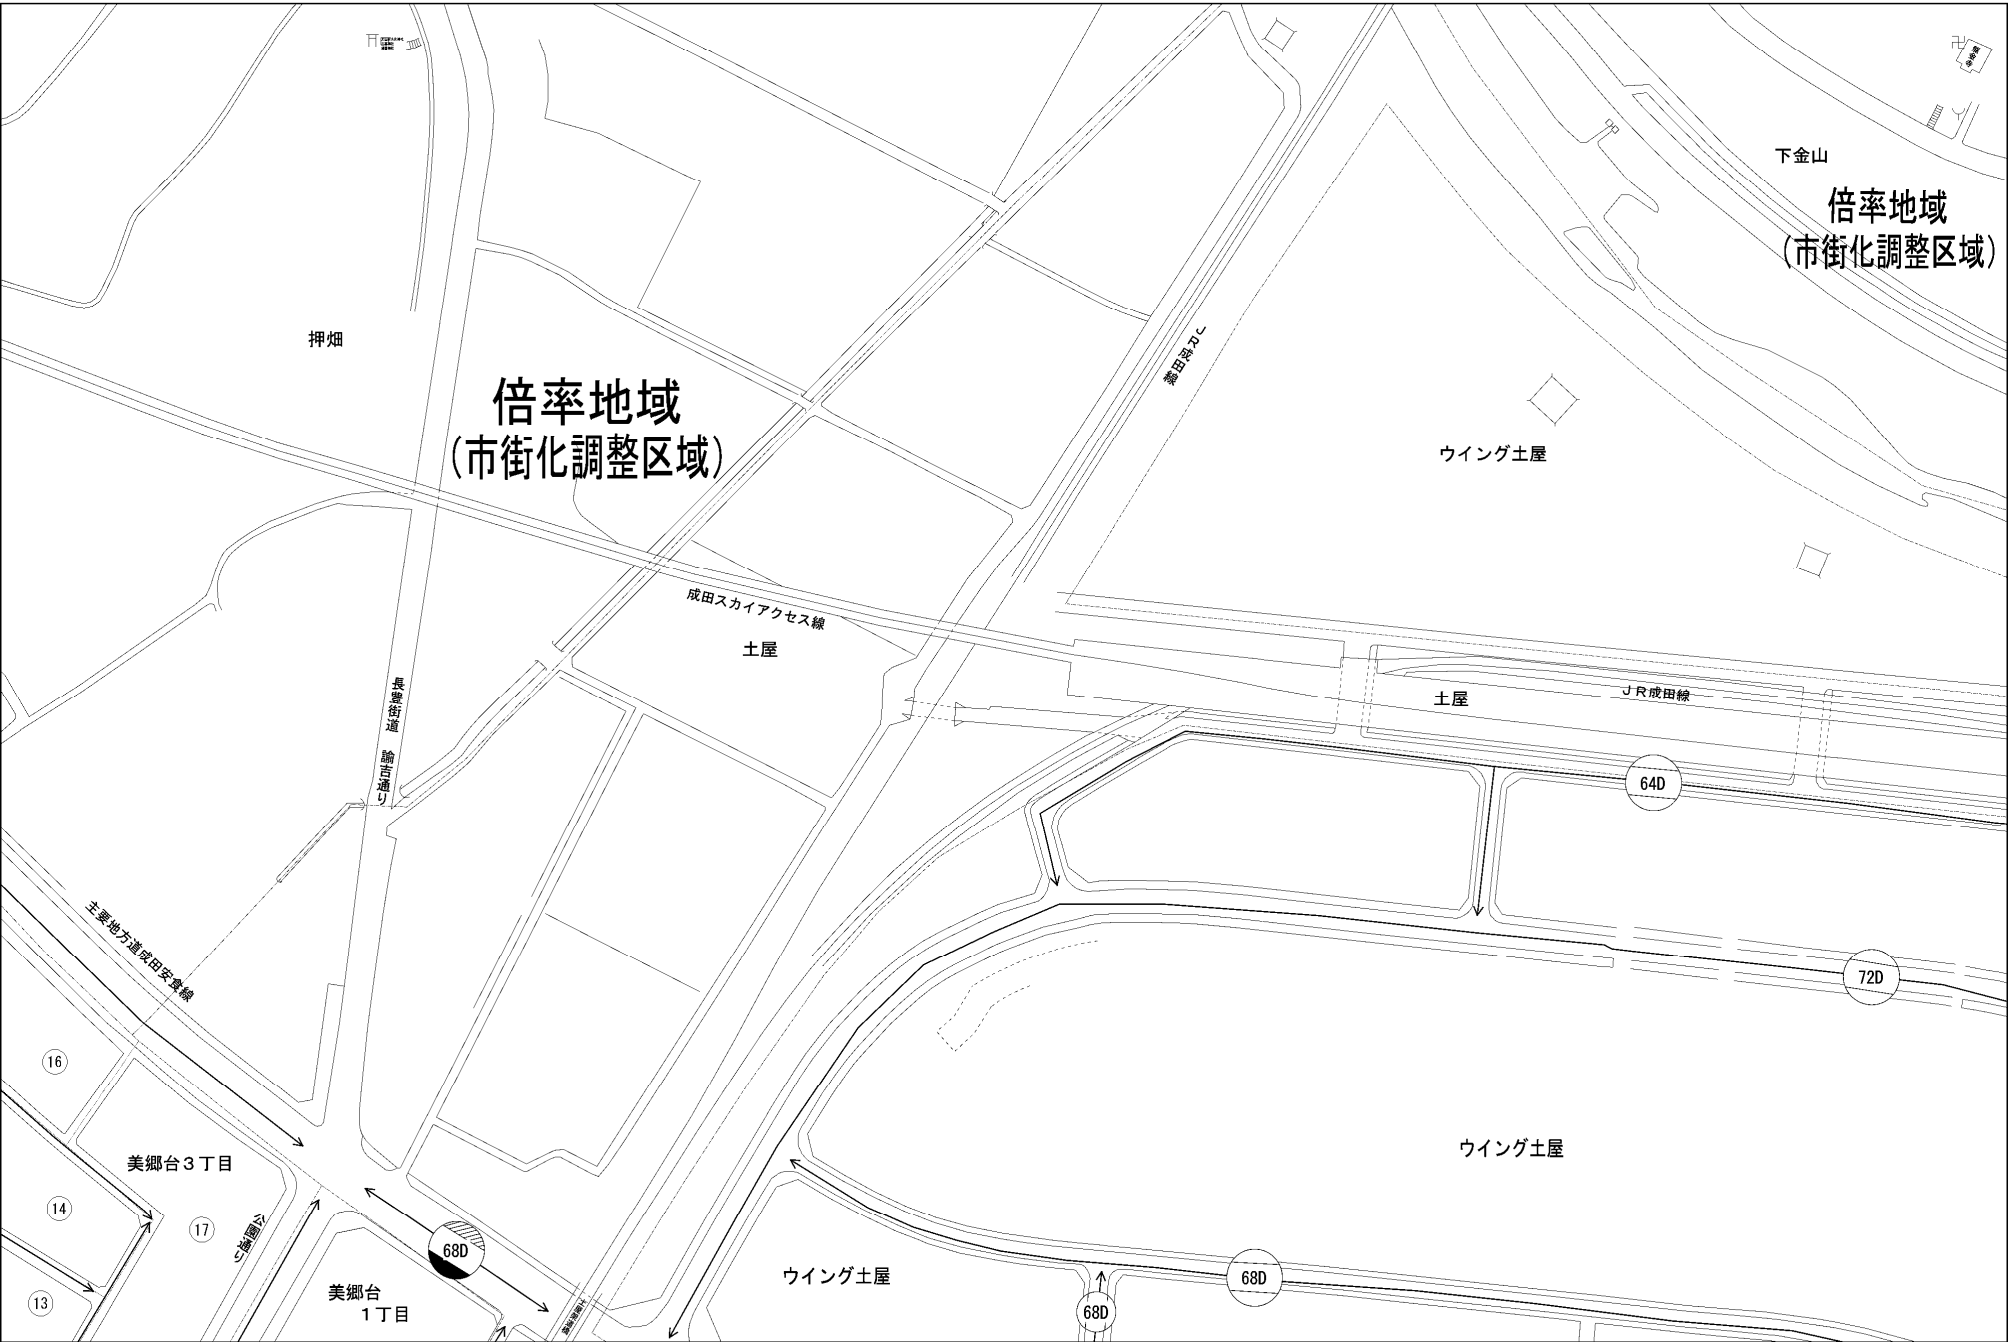 下金山
倍率地域
（市街化調整区域）
押畑
倍率地域
（市街化調整区域）
ＪＲ成田線
ウイング土屋
成田スカイアクセス線
土屋
土屋
ＪＲ成田線
長豊街道 諭吉通り
64D
主要地方道成田安食線
72D
16
美郷台３丁目
14
17
公園通り
68D
ウイング土屋
ウイング土屋
68D
13
美郷台
１丁目
68D